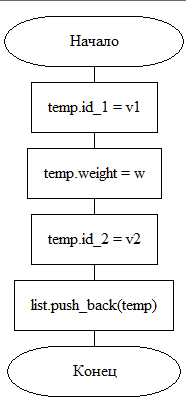 Начало
temp.id_1 = v1
temp.weight = w
temp.id_2 = v2
list.push_back(temp)
Конец